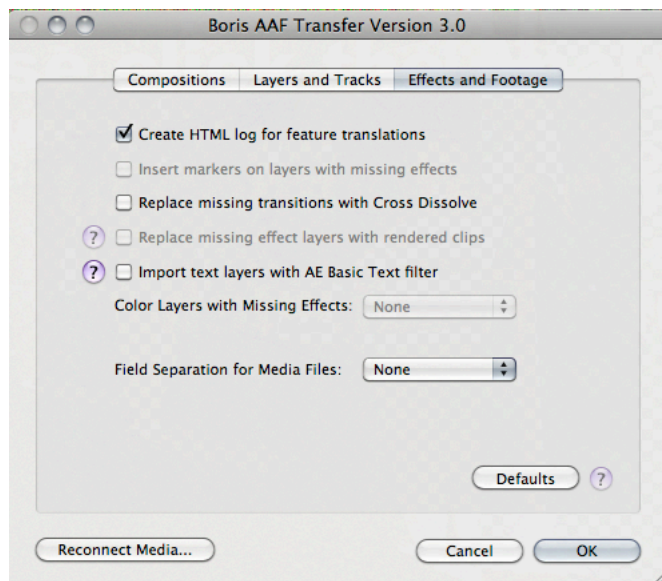 Boris AAF Transfer Version 3.0
Compositions Layers and Tracks Effects and Footage
Create HTML log for feature translations
Insert markers on layers with missing effects
Replace missing transitions with Cross Dissolve
? Replace missing effect layers with rendered clips
? Import text layers with AE Basic Text filter
Color Layers with Missing Effects: None
Field Separation for Media Files: None
Defaults ?
Reconnect Media... Cancel OK